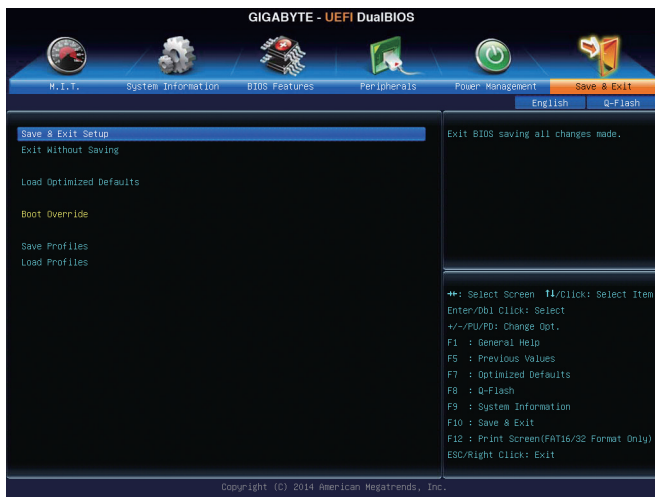 GIGABYTE - UEFI DualBIOS
M.I.T. System Information BIOS Features Peripherals Power Management Save & Exit
English Q-Flash
Save & Exit Setup
Exit Without Saving
Load Optimized Defaults
Boot Override
Save Profiles
Load Profiles
Exit BIOS saving all changes made.
→←: Select Screen ↑↓/Click: Select Item
Enter/Dbl Click: Select
+/-/PU/PD: Change Opt.
F1 : General Help
F5 : Previous Values
F7 : Optimized Defaults
F8 : Q-Flash
F9 : System Information
F10 : Save & Exit
F12 : Print Screen(FAT16/32 Format Only)
ESC/Right Click: Exit
Copyright (C) 2014 American Megatrends, Inc.